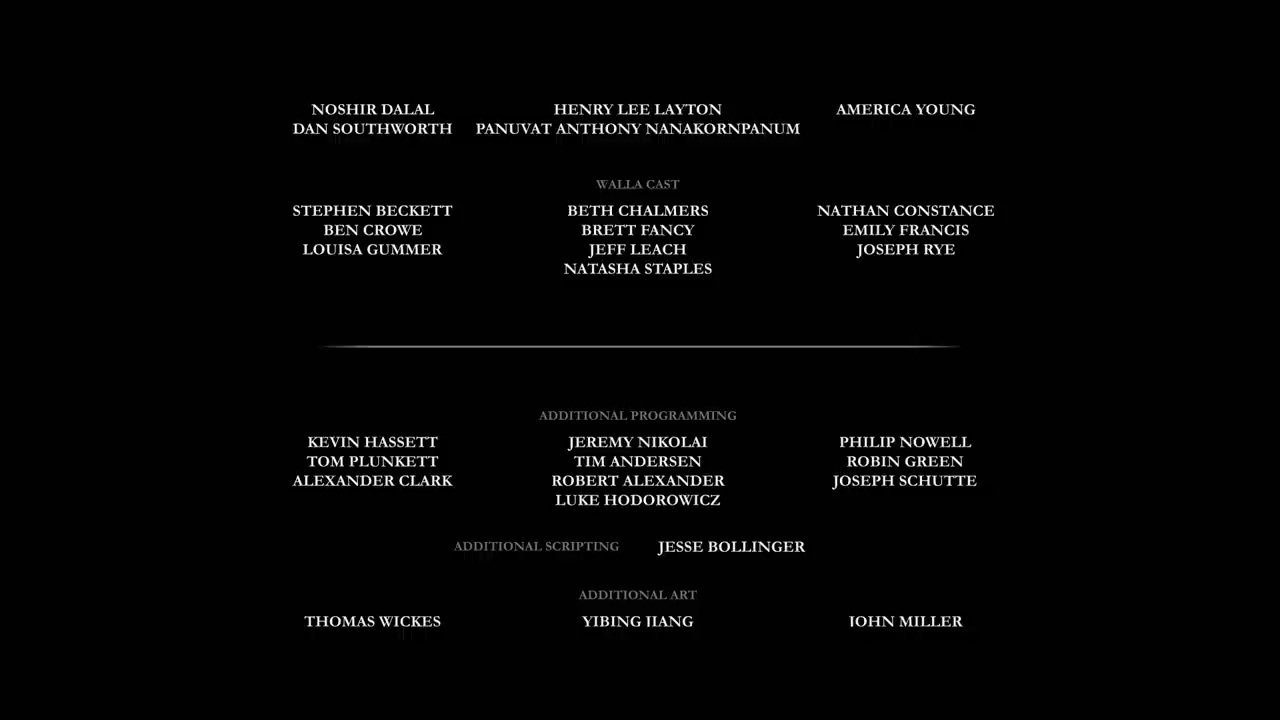 NOSHIR DALAL HENRY LEE LAYTON AMERICA YOUNG
DAN SOUTHWORTH PANUVAT ANTHONY NANAKORNPANUM
WALLA CAST
STEPHEN BECKETT BETH CHALMERS NATHAN CONSTANCE
BEN CROWE BRETT FANCY EMILY FRANCIS
LOUISA GUMMER JEFF LEACH JOSEPH RYE
NATASHA STAPLES
ADDITIONAL PROGRAMMING
KEVIN HASSETT JEREMY NIKOLAI PHILIP NOWELL
TOM PLUNKETT TIM ANDERSEN ROBIN GREEN
ALEXANDER CLARK ROBERT ALEXANDER JOSEPH SCHUTTE
LUKE HODOROWICZ
ADDITIONAL SCRIPTING JESSE BOLLINGER
ADDITIONAL ART
THOMAS WICKES YIBING JIANG JOHN MILLER